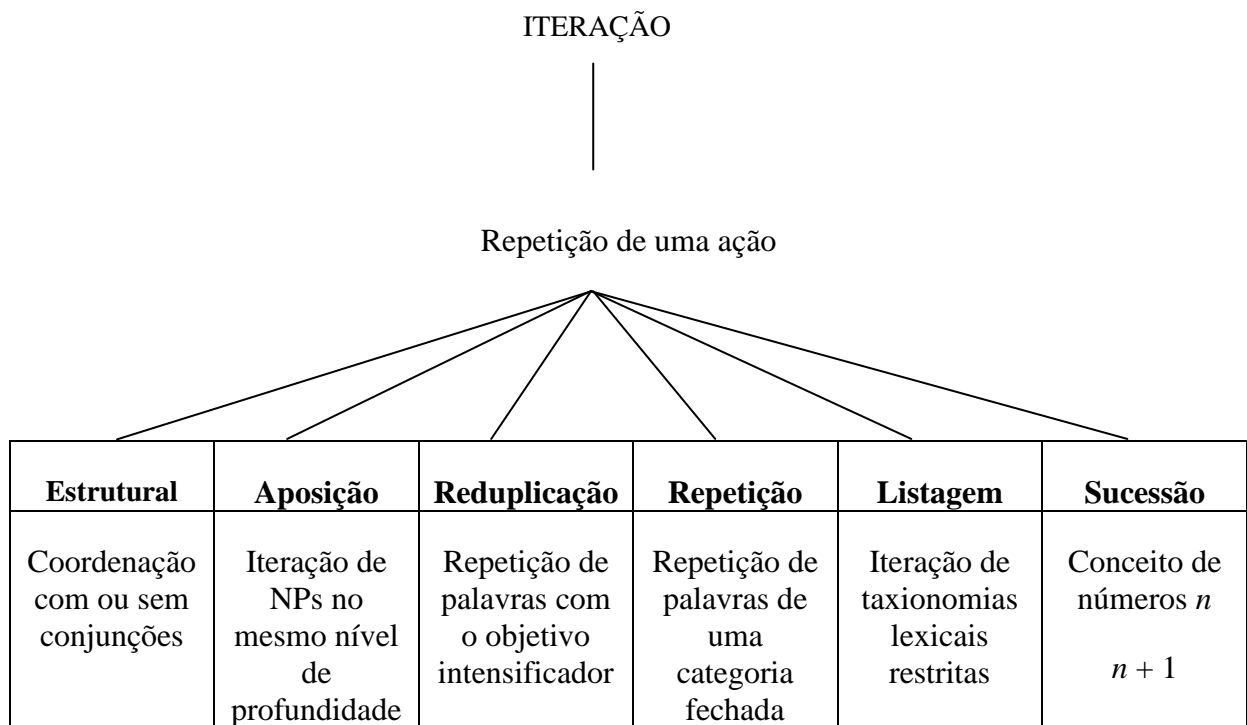 ITERAÇÃO
Repetição de uma ação
Estrutural
Aposição
Reduplicação
Repetição
Listagem
Sucessão
Coordenação
com ou sem
conjunções
Iteração de
NPs no
mesmo nível
de
profundidade
Repetição de
palavras com
o objetivo
intensificador
Repetição de
palavras de
uma
categoria
fechada
Iteração de
taxionomias
lexicais
restritas
Conceito de
números n
n + 1